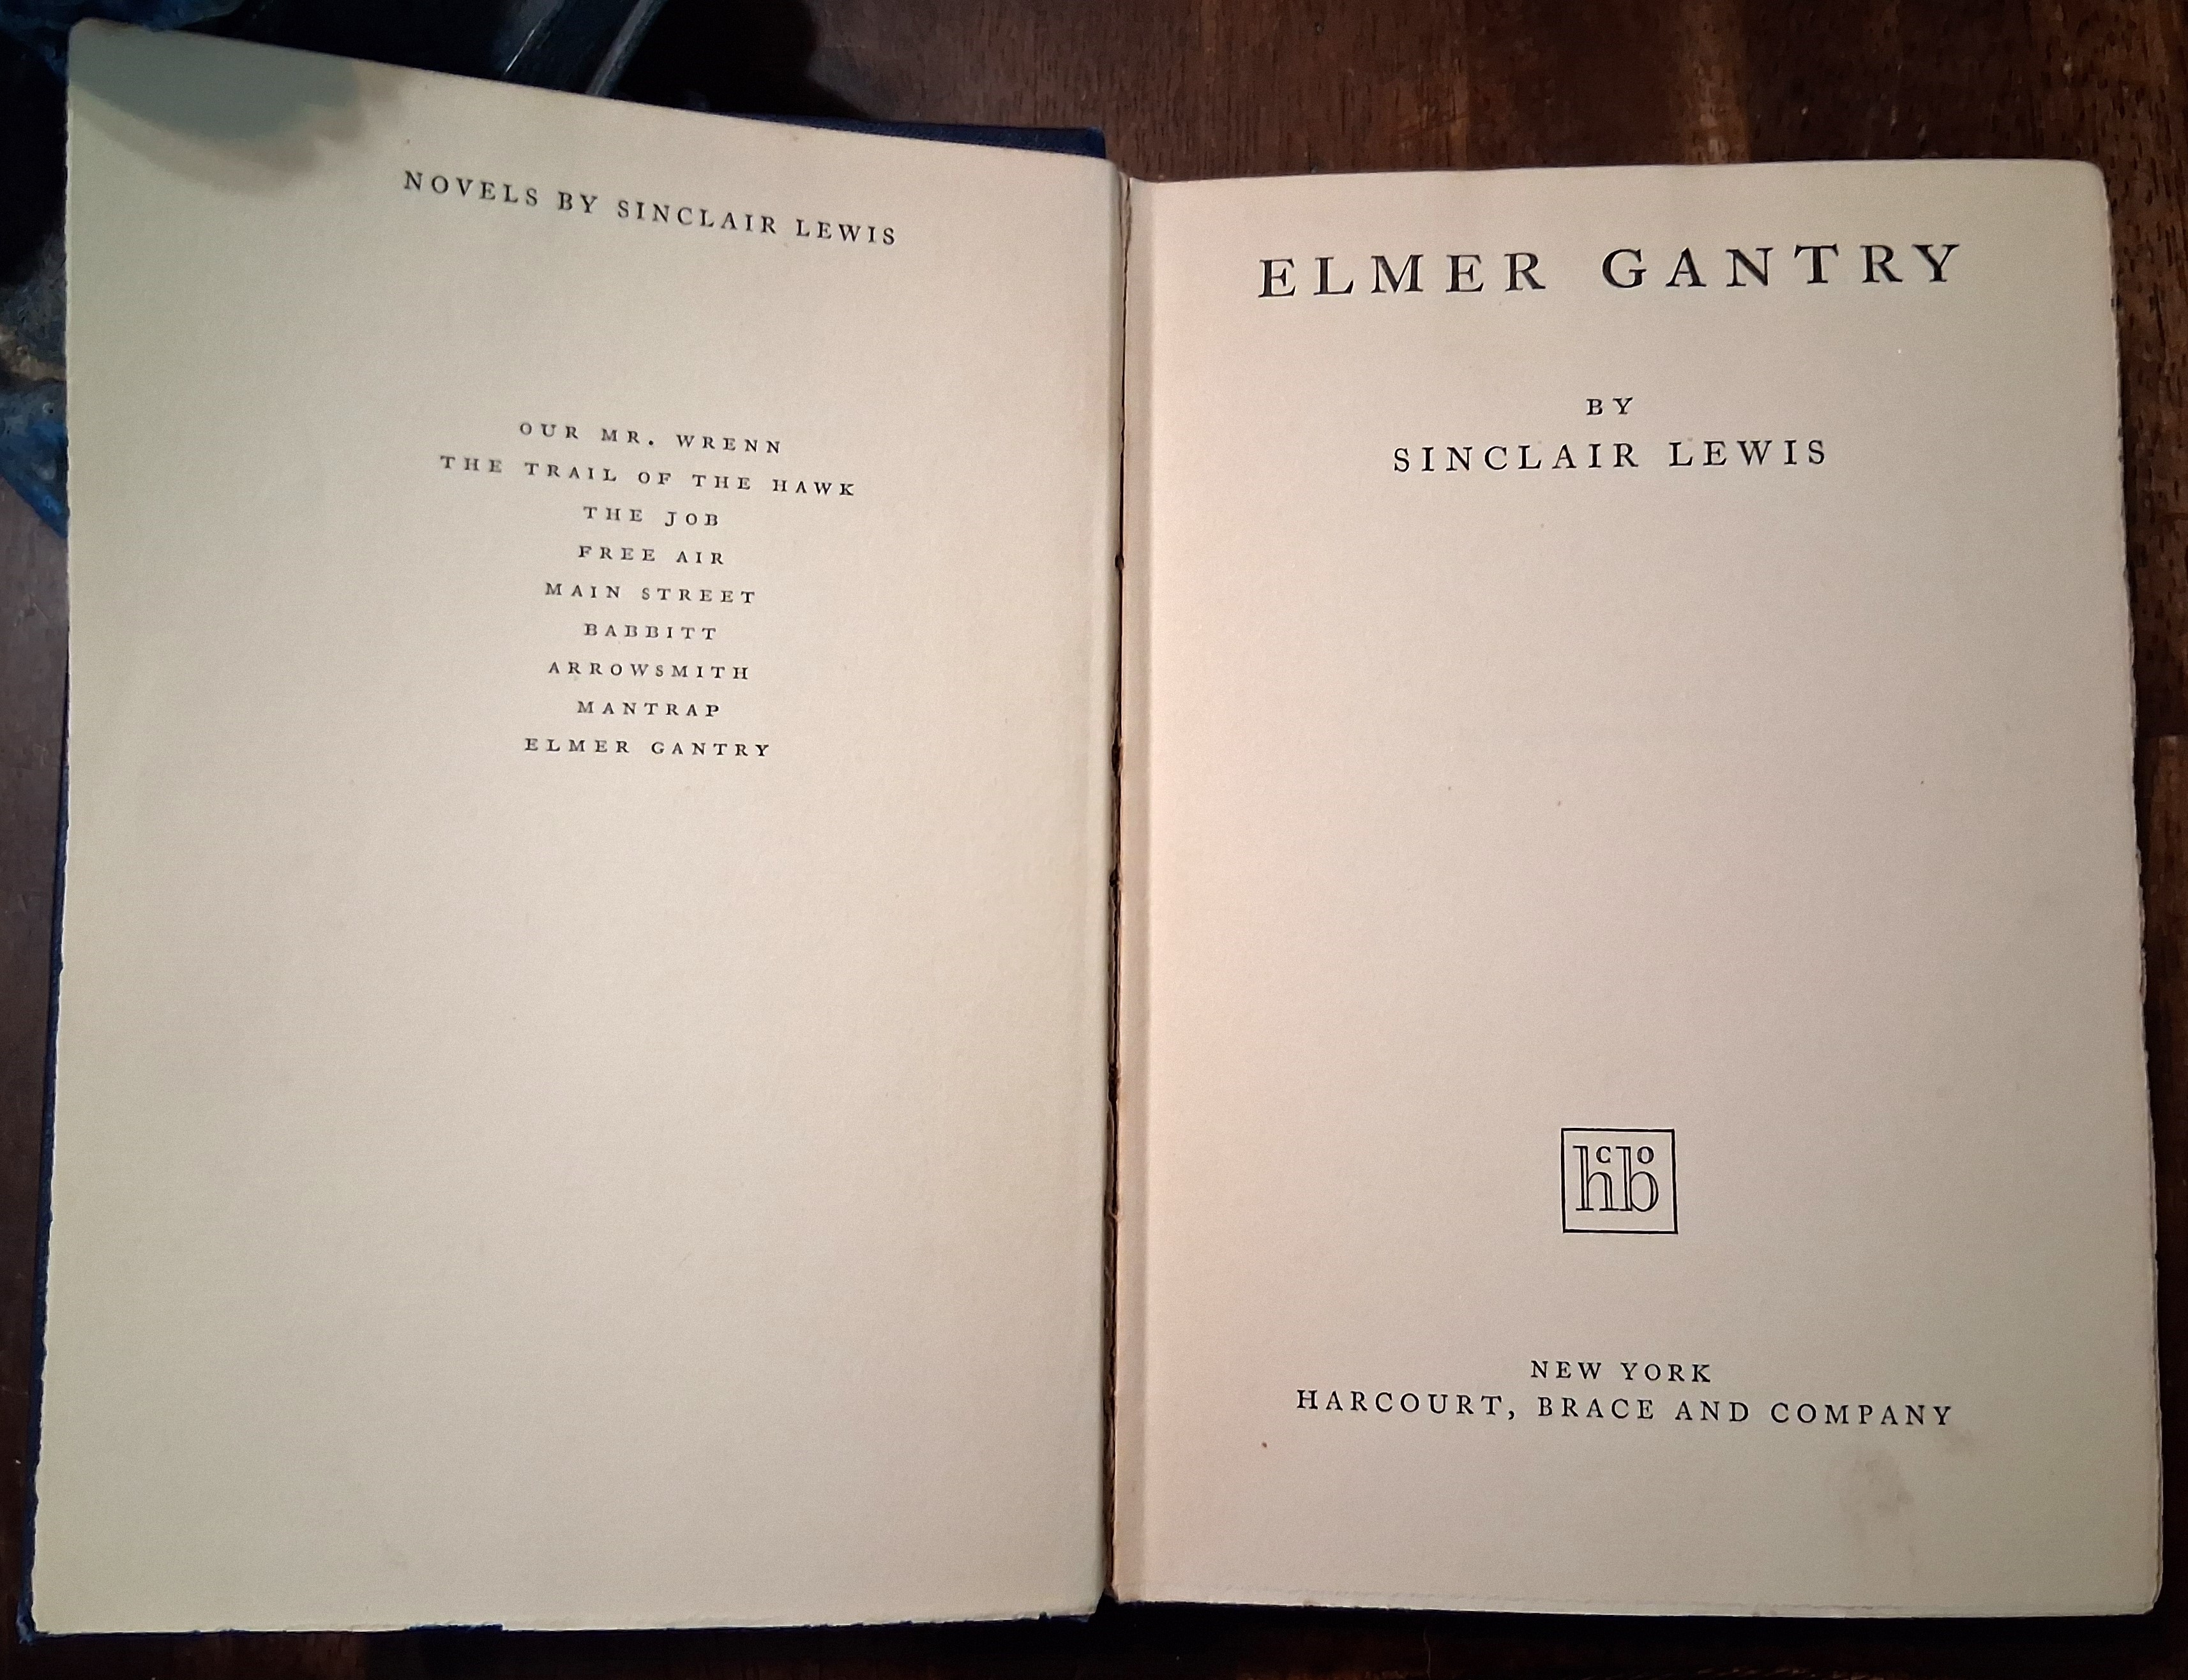 NOVELS BY SINCLAIR LEWIS
OUR MR. WRENN
THE TRAIL OF THE HAWK
THE JOB
FREE AIR
MAIN STREET
BABBITT
ARROWSMITH
MANTRAP
ELMER GANTRY
ELMER GANTRY
BY
SINCLAIR LEWIS
hcbo
NEW YORK
HARCOURT, BRACE AND COMPANY